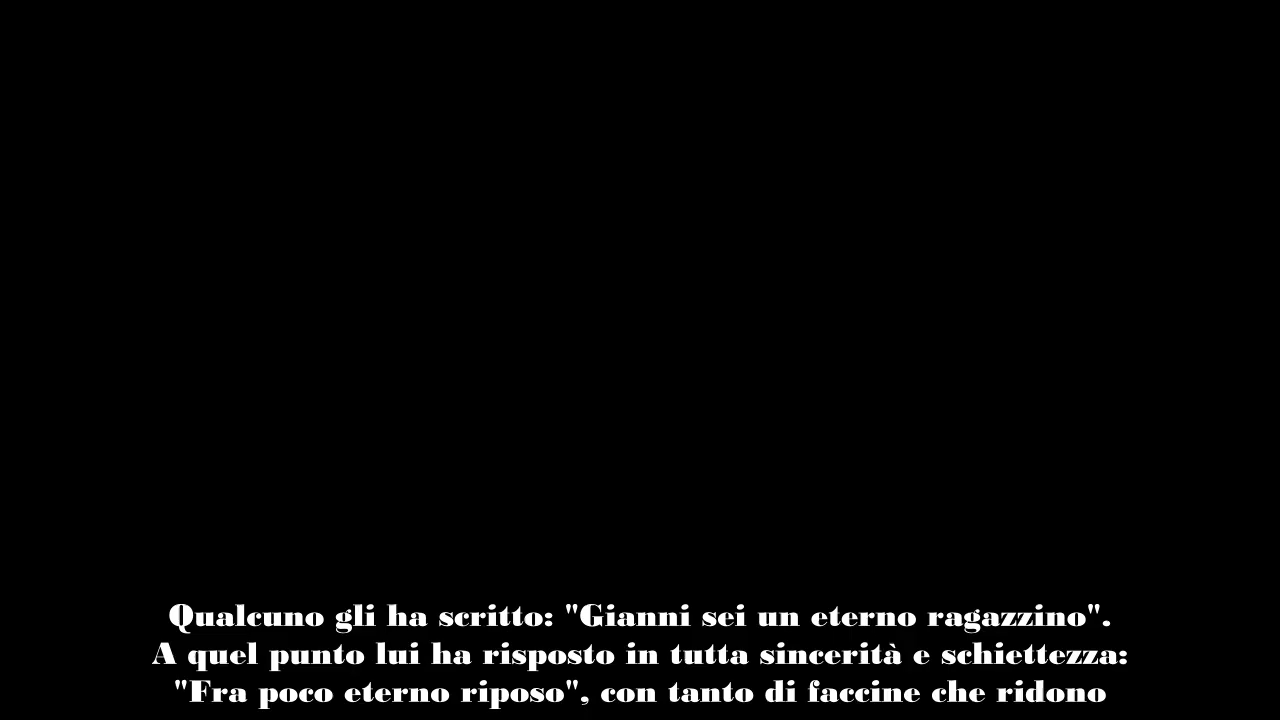 Qualcuno gli ha scritto: "Gianni sei un eterno ragazzino".
A quel punto lui ha risposto in tutta sincerità e schiettezza:
"Fra poco eterno riposo", con tanto di faccine che ridono